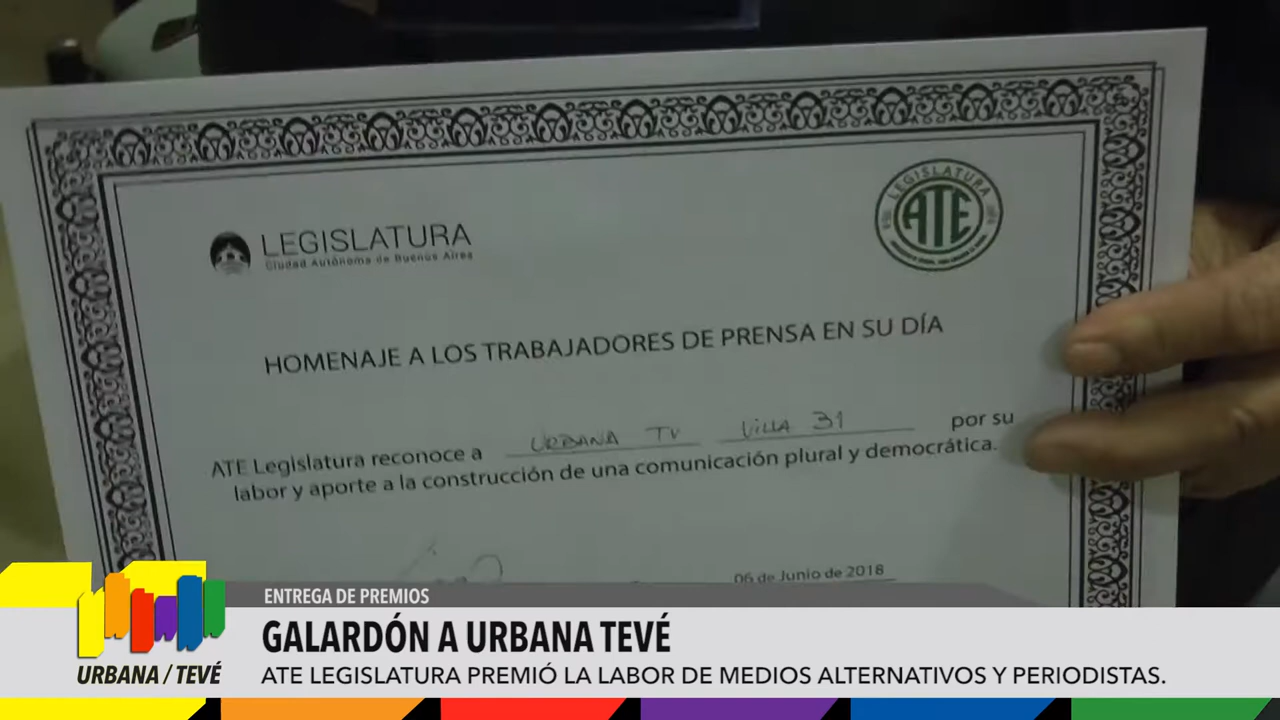 LEGISLATURA
Ciudad Autónoma de Buenos Aires
LEGISLATURA
ATE
HOMENAJE A LOS TRABAJADORES DE PRENSA EN SU DÍA
ATE Legislatura reconoce a URBANA TV VILLA 31 por su
labor y aporte a la construcción de una comunicación plural y democrática.
06 de Junio de 2018
ENTREGA DE PREMIOS
GALARDÓN A URBANA TEVÉ
URBANA / TEVÉ
ATE LEGISLATURA PREMIÓ LA LABOR DE MEDIOS ALTERNATIVOS Y PERIODISTAS.